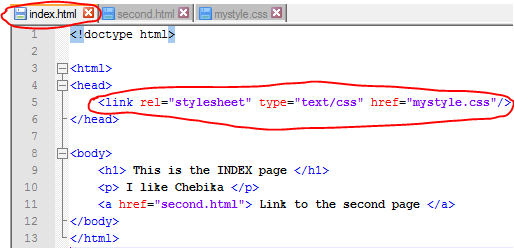 index.html second.html mystyle.css
1 <!doctype html>
2
3 <html>
4 <head>
5 <link rel="stylesheet" type="text/css" href="mystyle.css"/>
6 </head>
7
8 <body>
9 <h1> This is the INDEX page </h1>
10 <p> I like Chebika </p>
11 <a href="second.html"> Link to the second page </a>
12 </body>
13 </html>